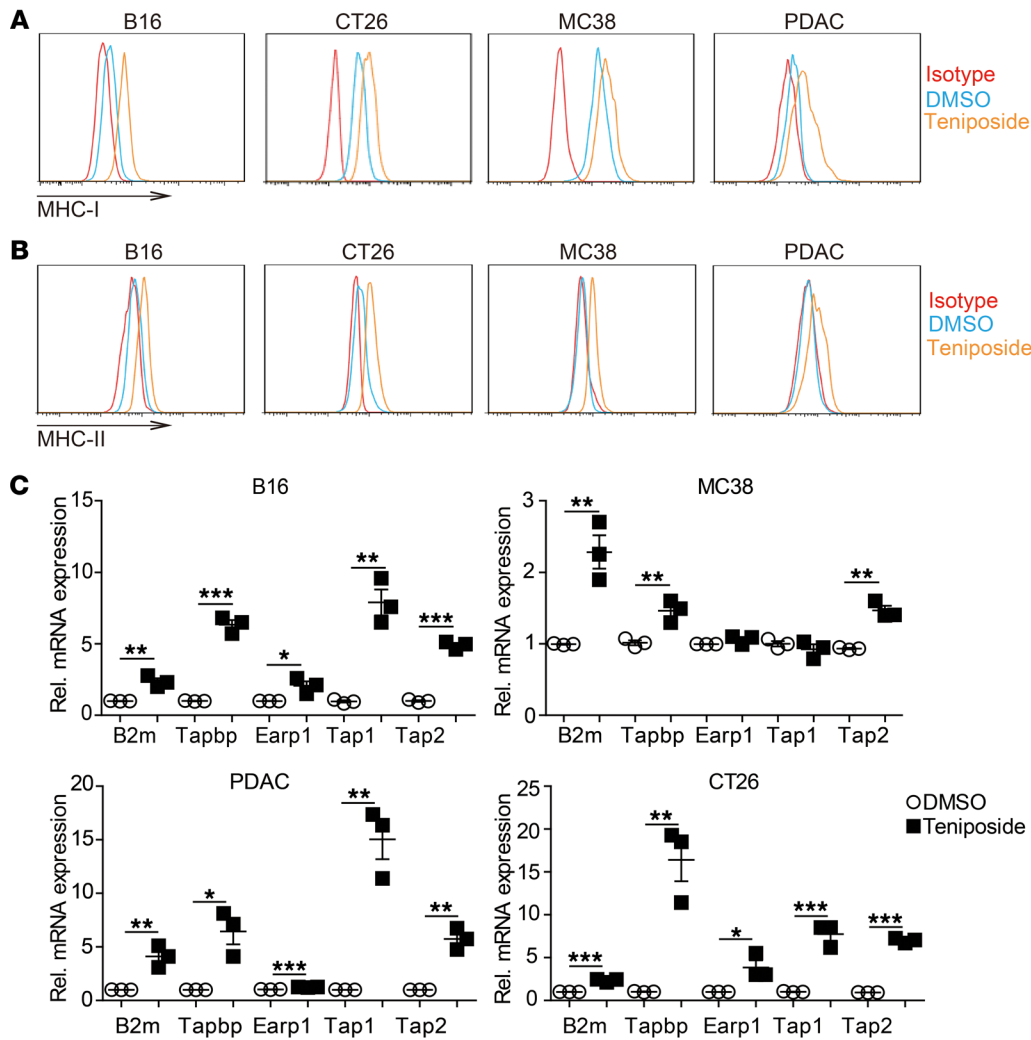 A
B16
CT26
MC38
PDAC
Isotype
DMSO
Teniposide
MHC-I
B
B16
CT26
MC38
PDAC
Isotype
DMSO
Teniposide
MHC-II
C
B16
Rel. mRNA expression
15
10
5
0
** *** * ** ***
B2m Tapbp Earp1 Tap1 Tap2
MC38
Rel. mRNA expression
3
2
1
0
** ** **
B2m Tapbp Earp1 Tap1 Tap2
PDAC
Rel. mRNA expression
20
15
10
5
0
** * *** ** **
B2m Tapbp Earp1 Tap1 Tap2
CT26
Rel. mRNA expression
25
20
15
10
5
0
*** ** * *** ***
B2m Tapbp Earp1 Tap1 Tap2
DMSO
Teniposide